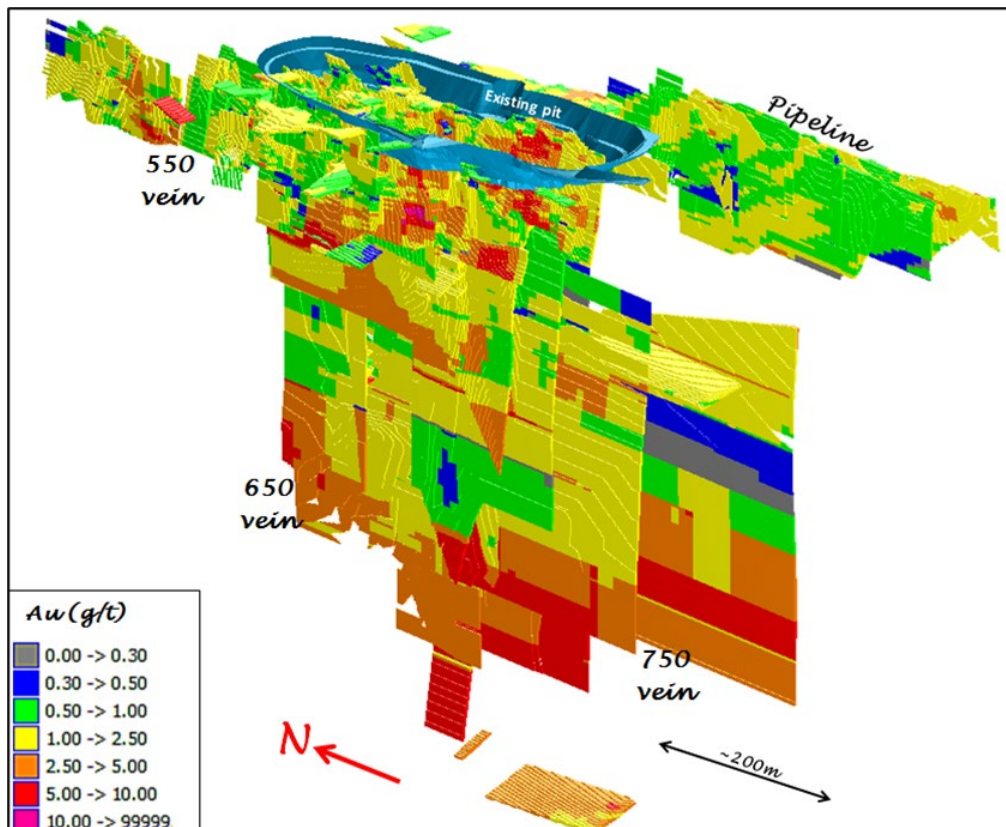 Existing pit
Pipeline
550
vein
650
vein
750
vein
Au (g/t)
0.00 -> 0.30
0.30 -> 0.50
0.50 -> 1.00
1.00 -> 2.50
2.50 -> 5.00
5.00 -> 10.00
10.00 -> 99999
N
~200m